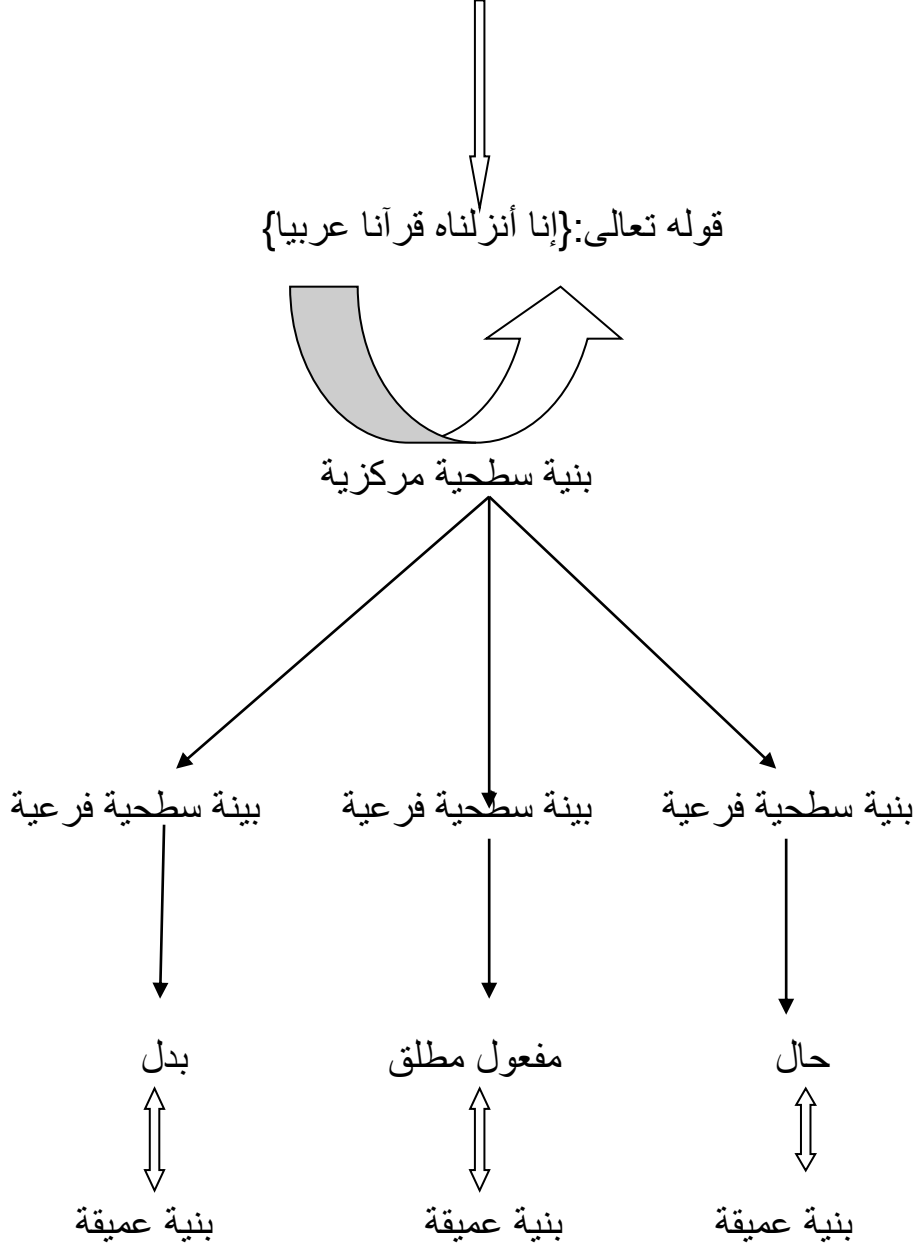 قوله تعالى:{إنا أنزلناه قرآنا عربيا}
بنية سطحية مركزية
بنية سطحية فرعية بينة سطحية فرعية بينة سطحية فرعية
حال مفعول مطلق بدل
بنية عميقة بنية عميقة بنية عميقة